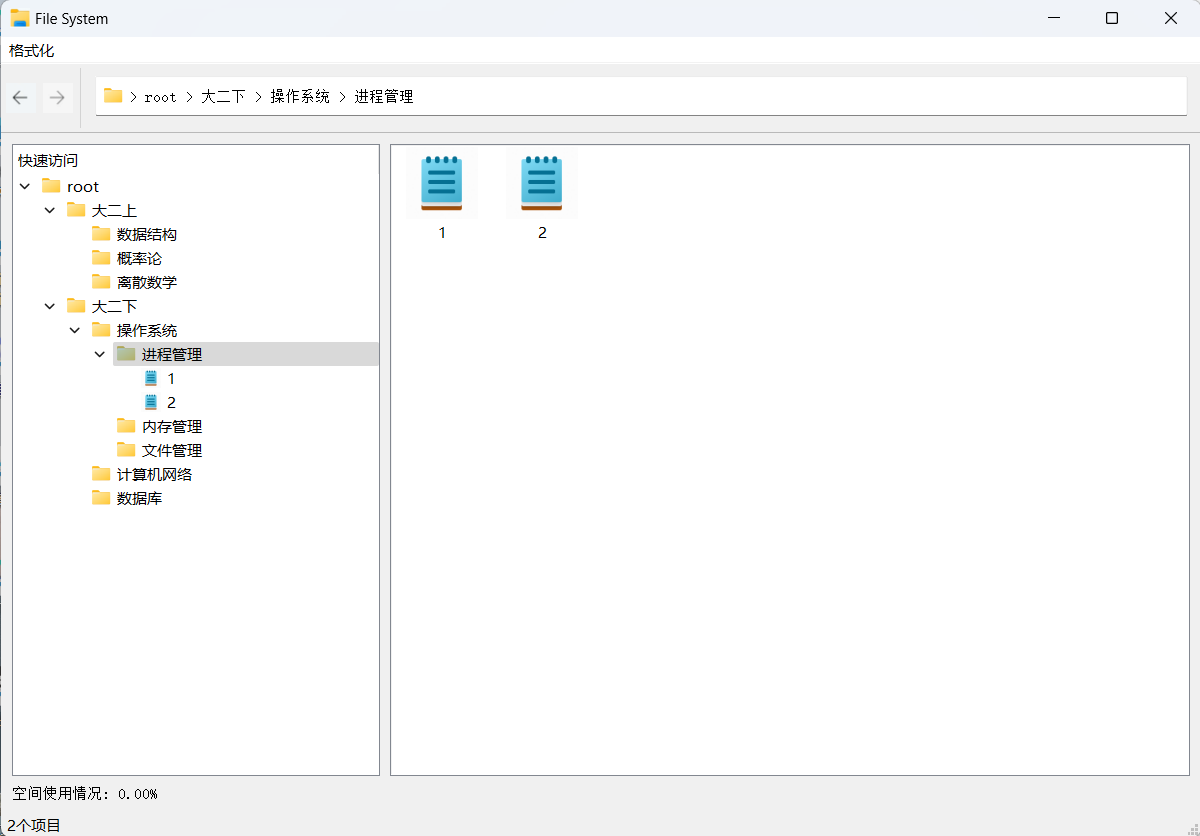 File System
格式化
> root > 大二下 > 操作系统 > 进程管理
快速访问
root
大二上
数据结构
概率论
离散数学
大二下
操作系统
进程管理
1
2
内存管理
文件管理
计算机网络
数据库
1
2
空间使用情况: 0.00%
2个项目